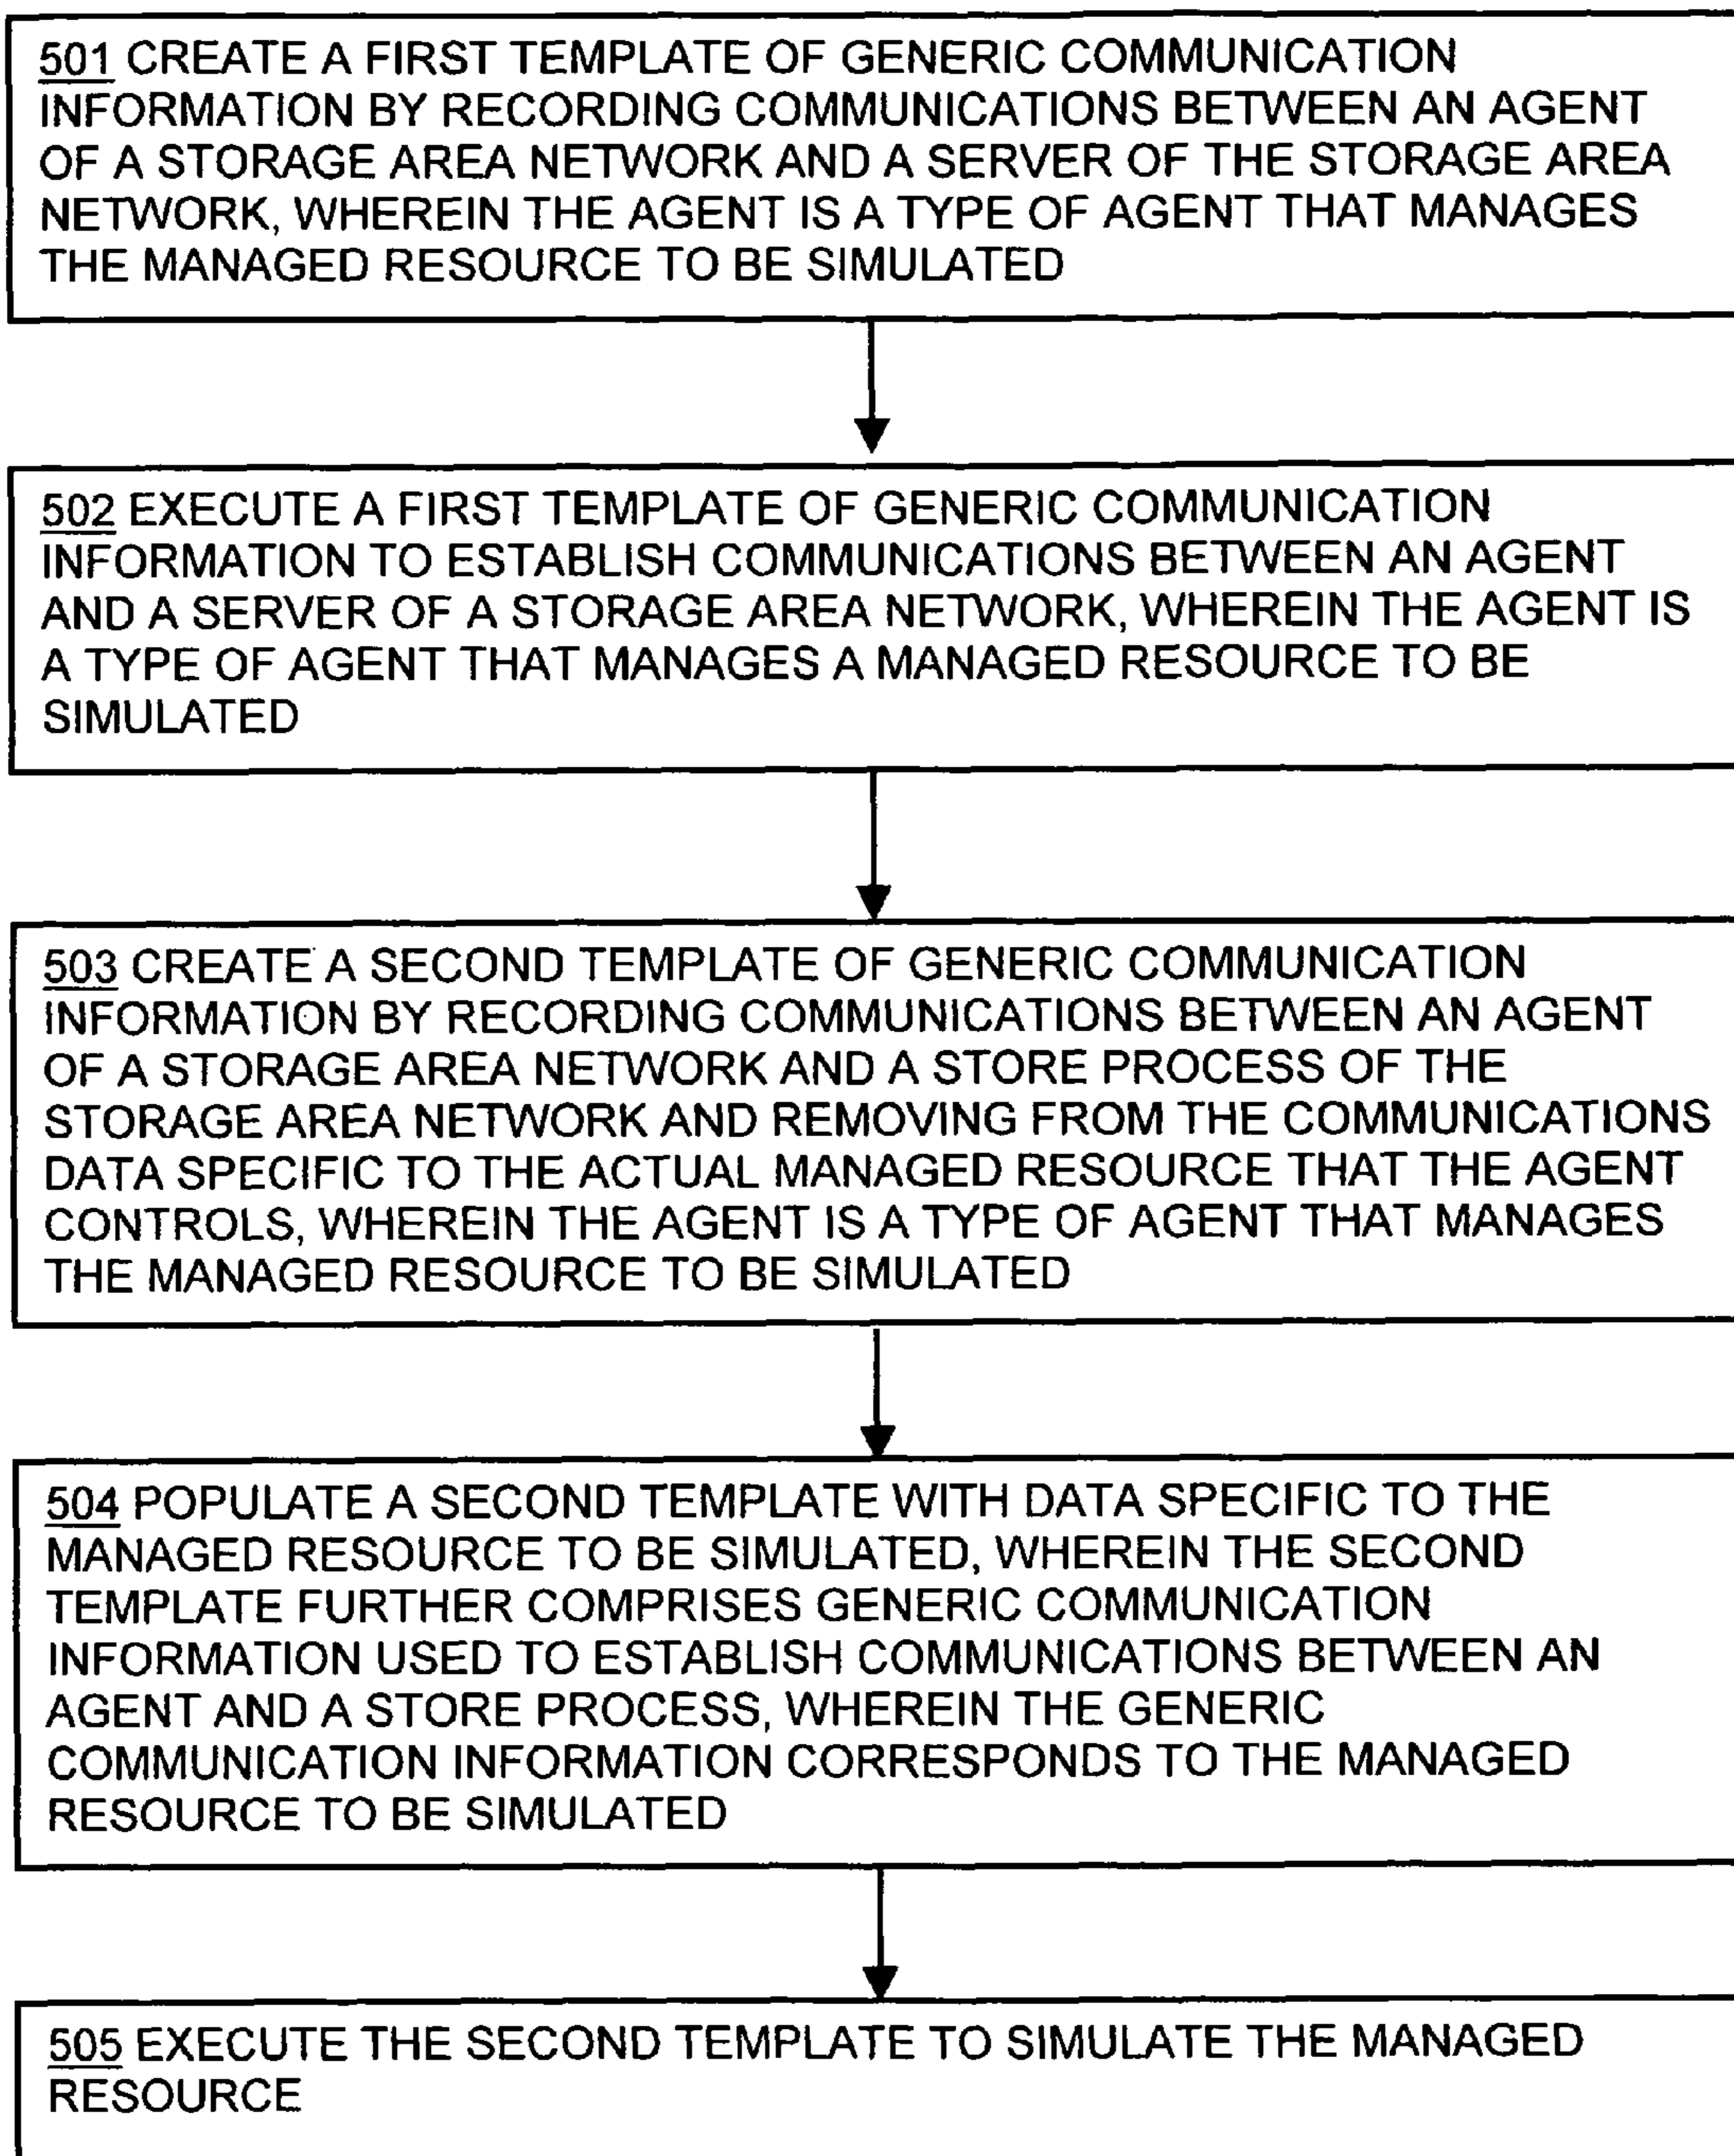 501 CREATE A FIRST TEMPLATE OF GENERIC COMMUNICATION
INFORMATION BY RECORDING COMMUNICATIONS BETWEEN AN AGENT
OF A STORAGE AREA NETWORK AND A SERVER OF THE STORAGE AREA
NETWORK, WHEREIN THE AGENT IS A TYPE OF AGENT THAT MANAGES
THE MANAGED RESOURCE TO BE SIMULATED
502 EXECUTE A FIRST TEMPLATE OF GENERIC COMMUNICATION
INFORMATION TO ESTABLISH COMMUNICATIONS BETWEEN AN AGENT
AND A SERVER OF A STORAGE AREA NETWORK, WHEREIN THE AGENT IS
A TYPE OF AGENT THAT MANAGES A MANAGED RESOURCE TO BE
SIMULATED
503 CREATE A SECOND TEMPLATE OF GENERIC COMMUNICATION
INFORMATION BY RECORDING COMMUNICATIONS BETWEEN AN AGENT
OF A STORAGE AREA NETWORK AND A STORE PROCESS OF THE
STORAGE AREA NETWORK AND REMOVING FROM THE COMMUNICATIONS
DATA SPECIFIC TO THE ACTUAL MANAGED RESOURCE THAT THE AGENT
CONTROLS, WHEREIN THE AGENT IS A TYPE OF AGENT THAT MANAGES
THE MANAGED RESOURCE TO BE SIMULATED
504 POPULATE A SECOND TEMPLATE WITH DATA SPECIFIC TO THE
MANAGED RESOURCE TO BE SIMULATED, WHEREIN THE SECOND
TEMPLATE FURTHER COMPRISES GENERIC COMMUNICATION
INFORMATION USED TO ESTABLISH COMMUNICATIONS BETWEEN AN
AGENT AND A STORE PROCESS, WHEREIN THE GENERIC
COMMUNICATION INFORMATION CORRESPONDS TO THE MANAGED
RESOURCE TO BE SIMULATED
505 EXECUTE THE SECOND TEMPLATE TO SIMULATE THE MANAGED
RESOURCE